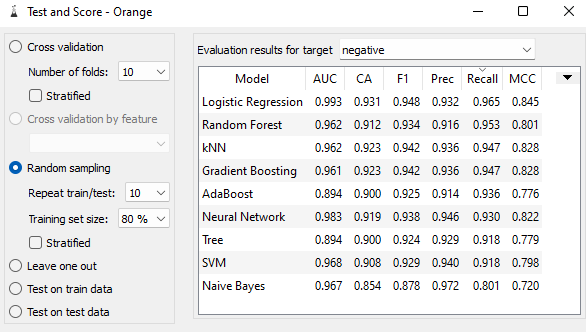 Test and Score - Orange
Cross validation
Number of folds: 10
Stratified
Cross validation by feature
Random sampling
Repeat train/test: 10
Training set size: 80 %
Stratified
Leave one out
Test on train data
Test on test data
Evaluation results for target negative
Model AUC CA F1 Prec Recall MCC
Logistic Regression 0.993 0.931 0.948 0.932 0.965 0.845
Random Forest 0.962 0.912 0.934 0.916 0.953 0.801
kNN 0.962 0.923 0.942 0.936 0.947 0.828
Gradient Boosting 0.961 0.923 0.942 0.936 0.947 0.828
AdaBoost 0.894 0.900 0.925 0.914 0.936 0.776
Neural Network 0.983 0.919 0.938 0.946 0.930 0.822
Tree 0.894 0.900 0.924 0.929 0.918 0.779
SVM 0.968 0.908 0.929 0.940 0.918 0.798
Naive Bayes 0.967 0.854 0.878 0.972 0.801 0.720